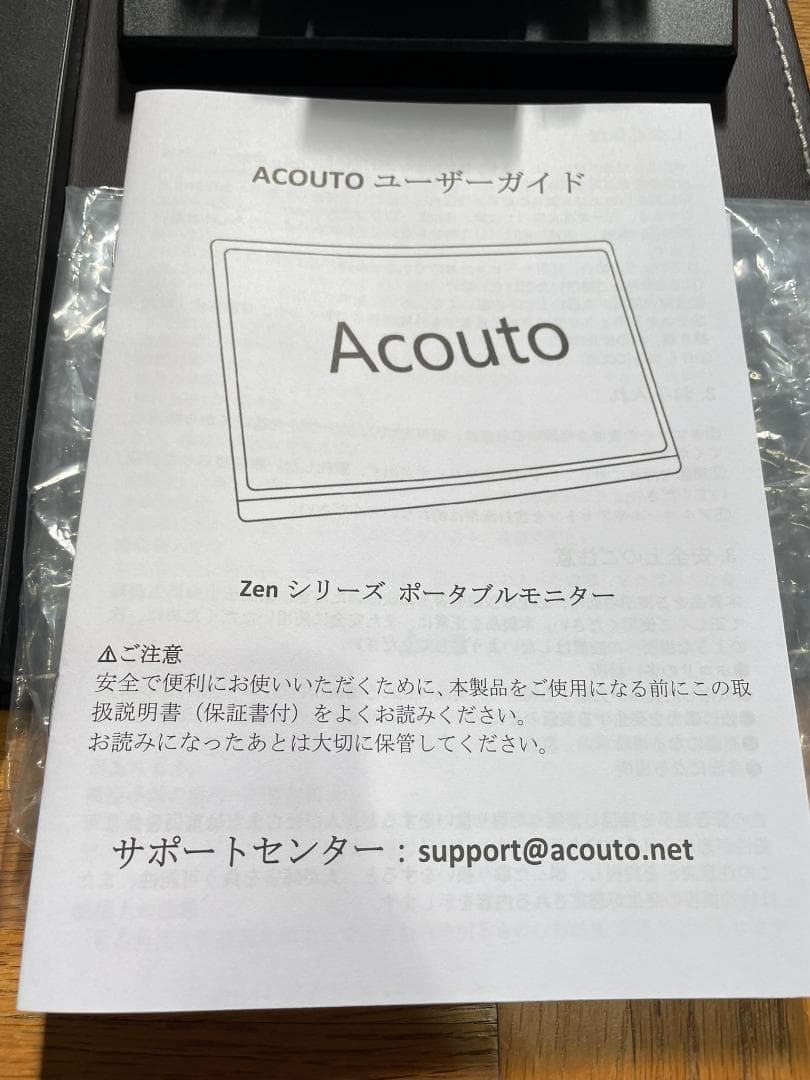 ACOUTO ユーザーガイド
Acouto
Zen シリーズ ポータブルモニター
⚠ご注意
安全で便利にお使いいただくために、本製品をご使用になる前にこの取
扱説明書（保証書付）をよくお読みください。
お読みになったあとは大切に保管してください。
サポートセンター：support@acouto.net